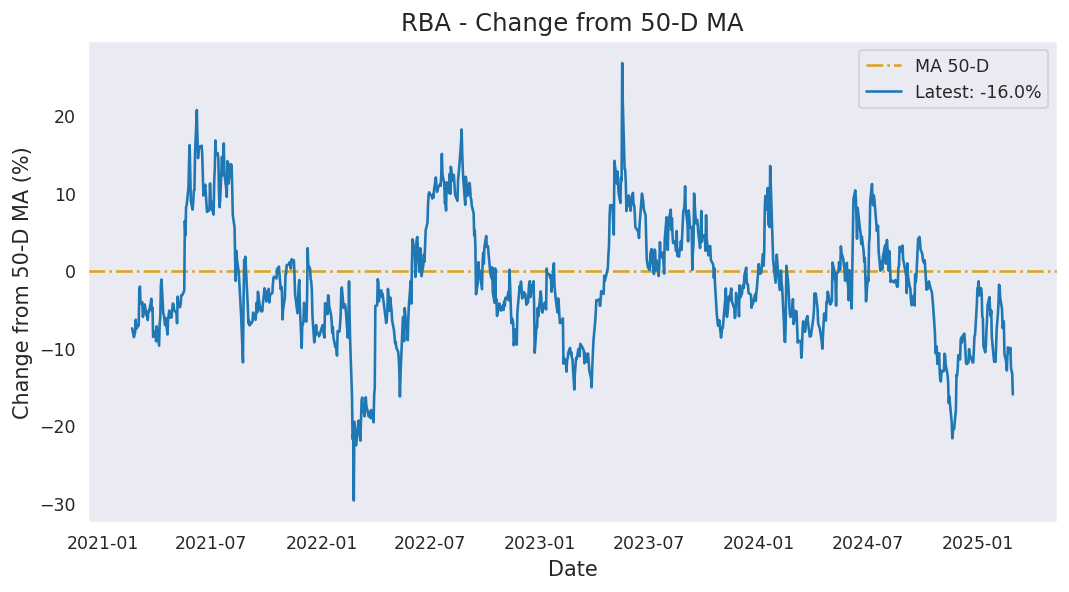 RBA - Change from 50-D MA
MA 50-D
Latest: -16.0%
Change from 50-D MA (%)
20
10
0
−10
−20
−30
2021-01 2021-07 2022-01 2022-07 2023-01 2023-07 2024-01 2024-07 2025-01
Date